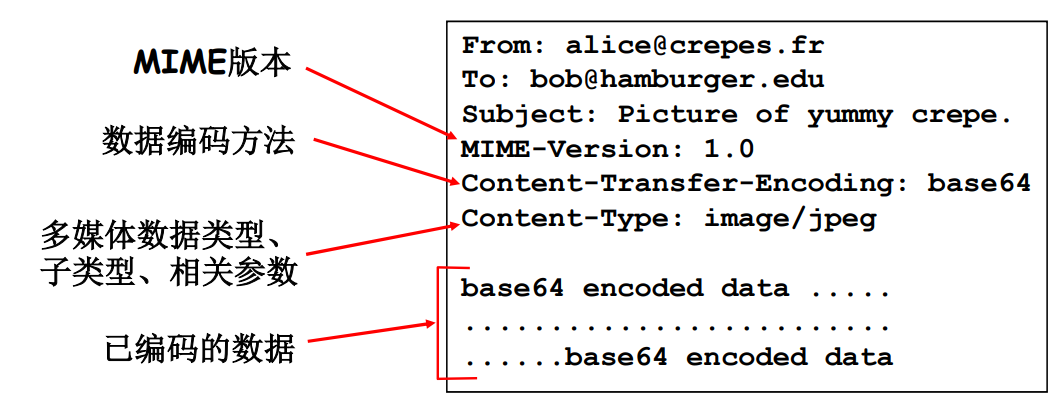 MIME版本
数据编码方法
多媒体数据类型、
子类型、相关参数
已编码的数据
From: alice@crepes.fr
To: bob@hamburger.edu
Subject: Picture of yummy crepe.
MIME-Version: 1.0
Content-Transfer-Encoding: base64
Content-Type: image/jpeg
base64 encoded data .....
.........................
......base64 encoded data